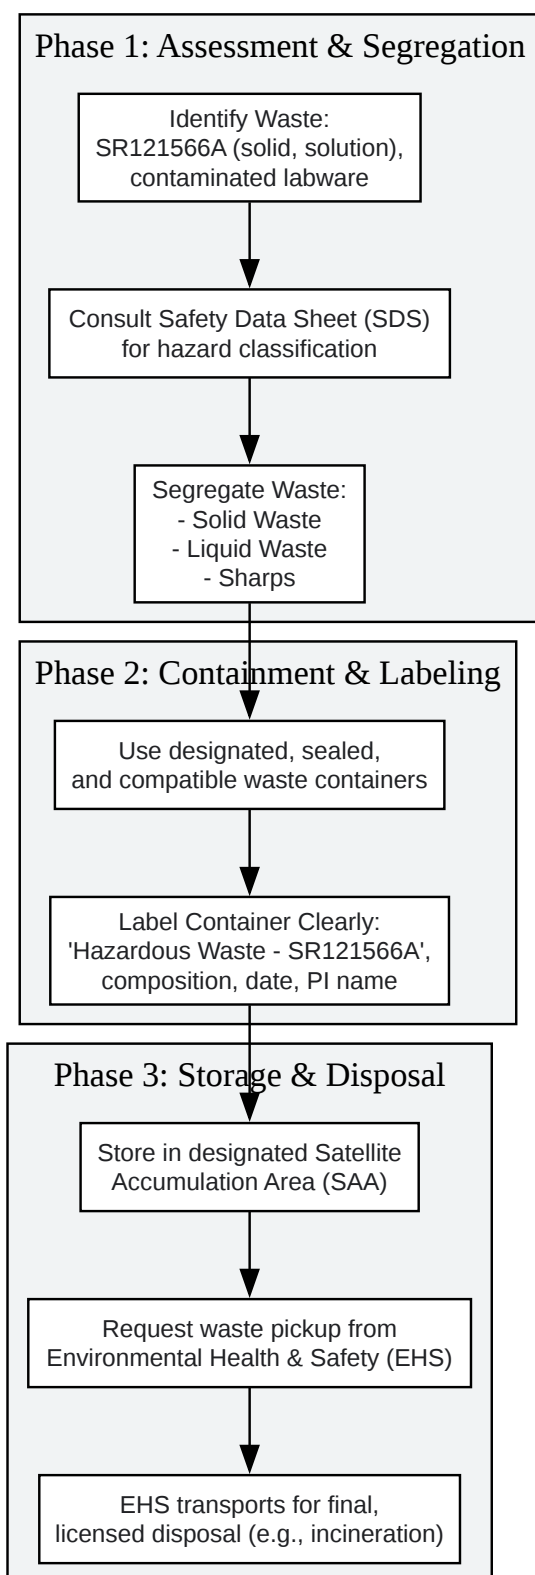 Phase 1: Assessment & Segregation
Identify Waste:
SR121566A (solid, solution),
contaminated labware
Consult Safety Data Sheet (SDS)
for hazard classification
Segregate Waste:
- Solid Waste
- Liquid Waste
- Sharps
Phase 2: Containment & Labeling
Use designated, sealed,
and compatible waste containers
Label Container Clearly:
'Hazardous Waste - SR121566A',
composition, date, PI name
Phase 3: Storage & Disposal
Store in designated Satellite
Accumulation Area (SAA)
Request waste pickup from
Environmental Health & Safety (EHS)
EHS transports for final,
licensed disposal (e.g., incineration)